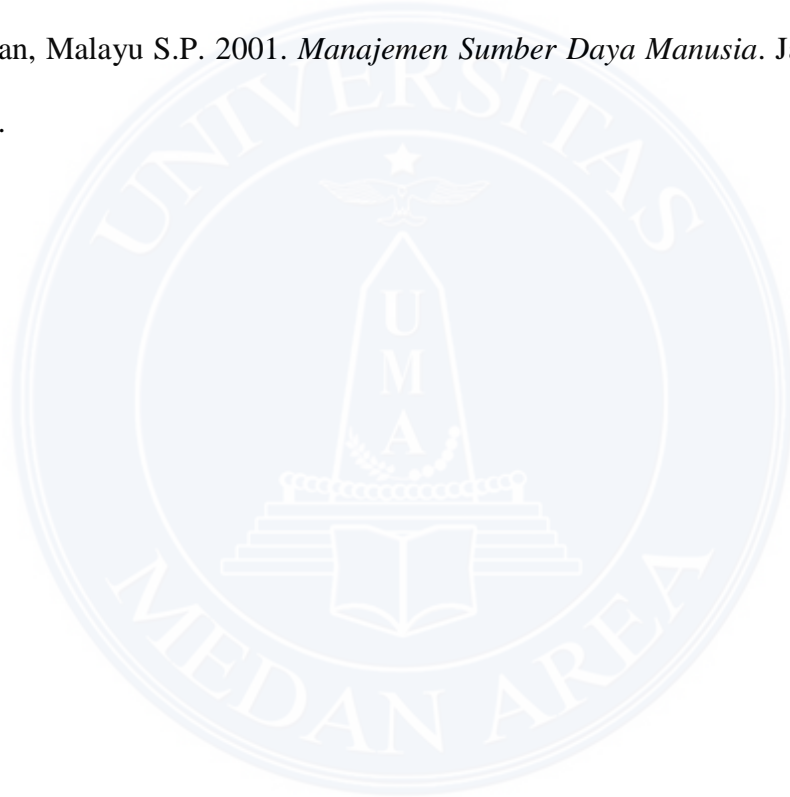 an, Malayu S.P. 2001. Manajemen Sumber Daya Manusia. J
.
UNIVERSITAS
U
M
A
MEDAN AREA